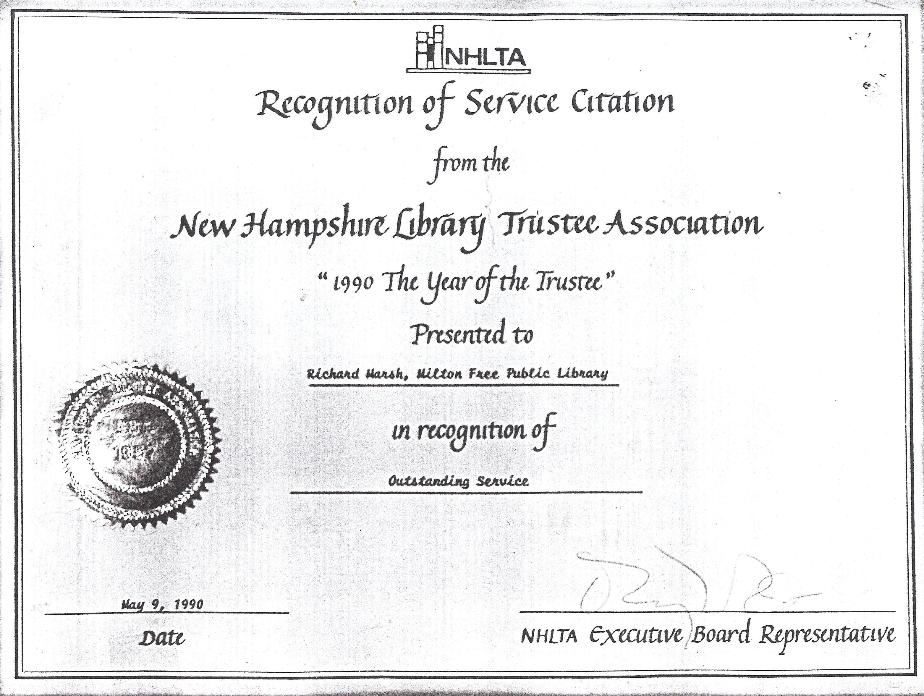 NHLTA
Recognition of Service Citation
from the
New Hampshire Library Trustee Association
"1990 The Year of the Trustee"
Presented to
Richard Marsh, Milton Free Public Library
in recognition of
Outstanding Service
May 9, 1990
Date
NHLTA Executive Board Representative